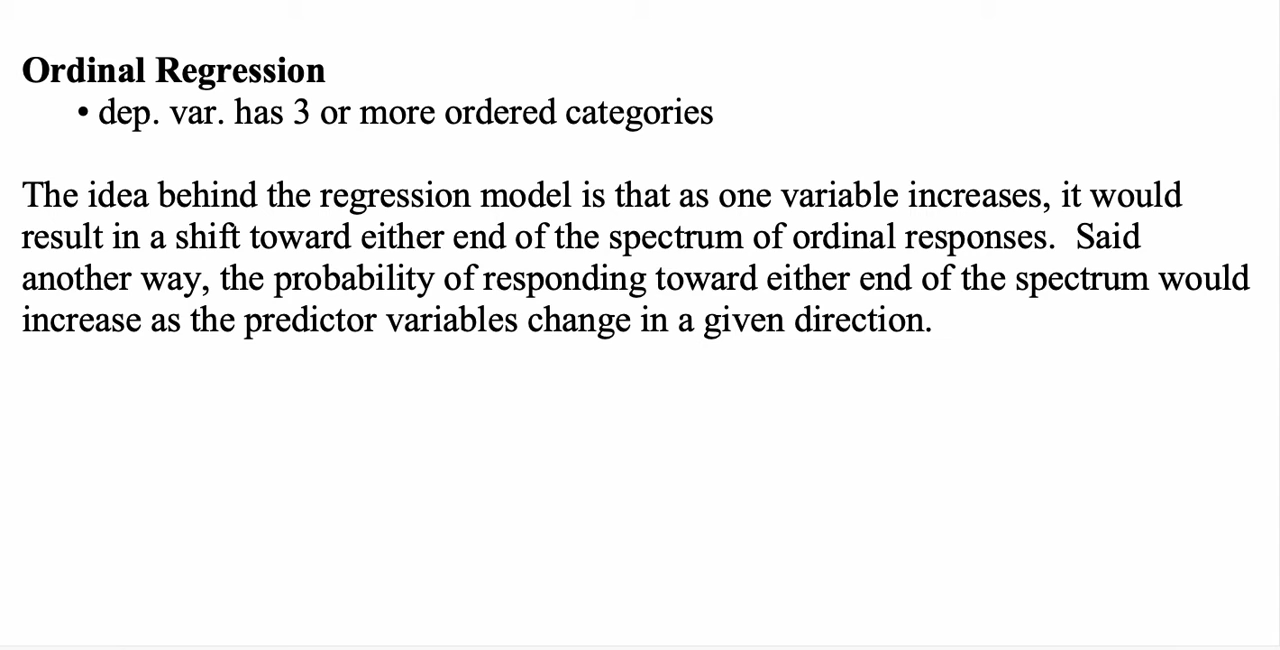 Ordinal Regression
• dep. var. has 3 or more ordered categories
The idea behind the regression model is that as one variable increases, it would
result in a shift toward either end of the spectrum of ordinal responses.  Said
another way, the probability of responding toward either end of the spectrum would
increase as the predictor variables change in a given direction.